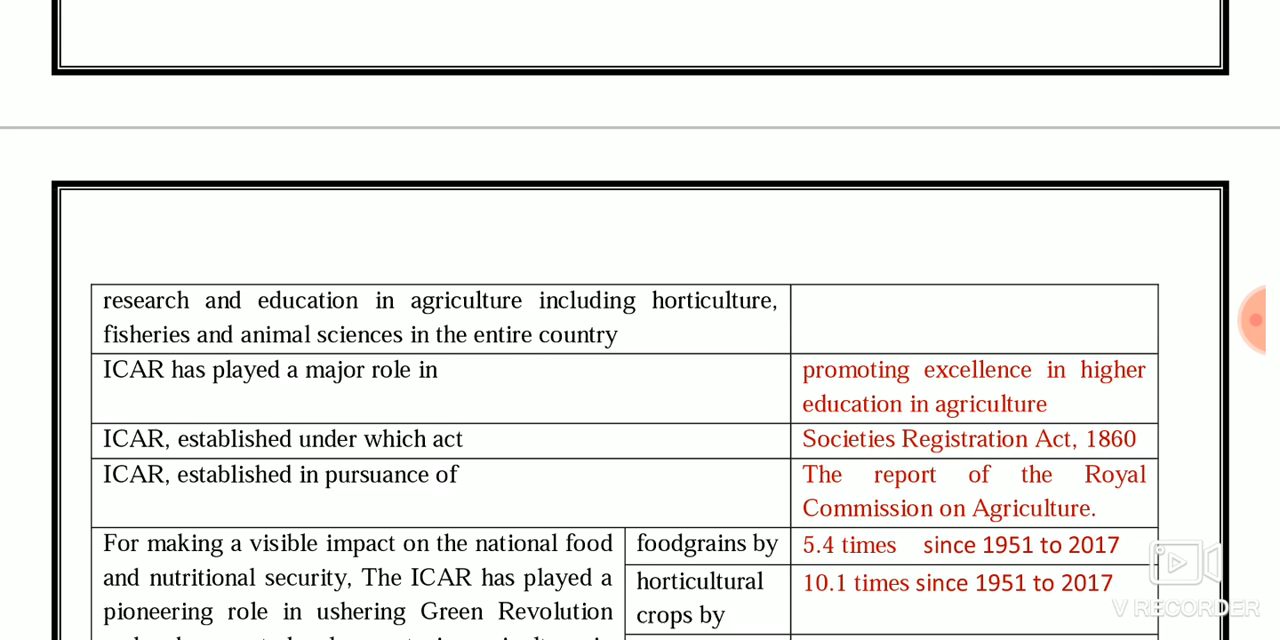 research and education in agriculture including horticulture,
fisheries and animal sciences in the entire country
ICAR has played a major role in
promoting excellence in higher
education in agriculture
ICAR, established under which act
Societies Registration Act, 1860
ICAR, established in pursuance of
The report of the Royal
Commission on Agriculture.
For making a visible impact on the national food
and nutritional security, The ICAR has played a
pioneering role in ushering Green Revolution
foodgrains by
5.4 times since 1951 to 2017
horticultural
crops by
10.1 times since 1951 to 2017
V RECORDER